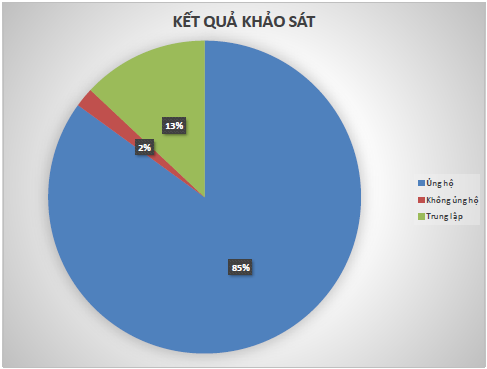 KẾT QUẢ KHẢO SÁT
13%
2%
85%
Ủng hộ
Không ủng hộ
Trung lập